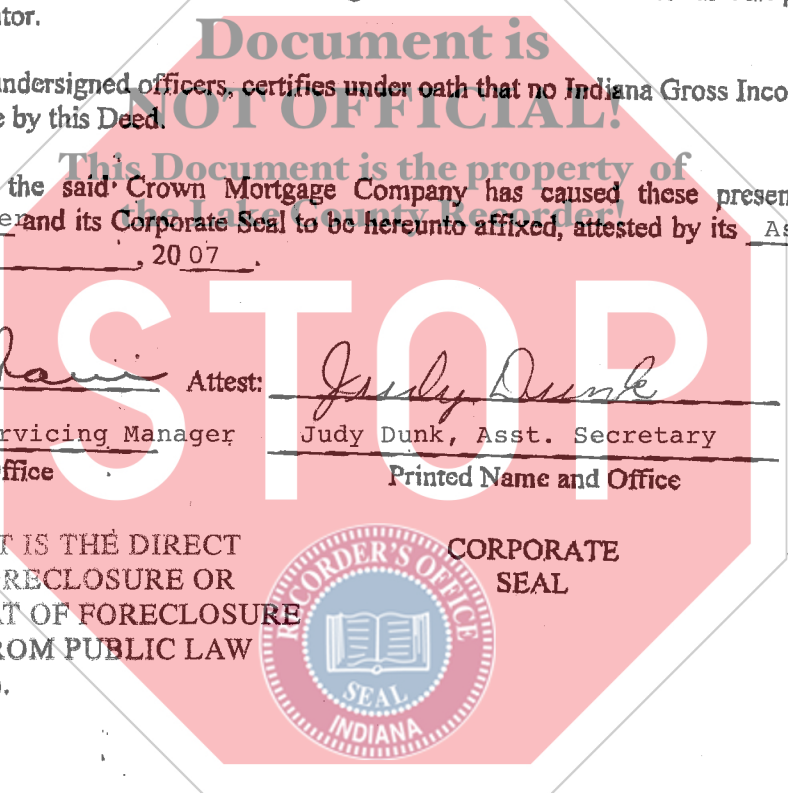 tor.
Document is
undersigned officers, certifies under oath that no Indiana Gross Inco
NOT OFFICIAL!
e by this Deed.
This Document is the property of
the said Crown Mortgage Company has caused these presen
the Lake County Recorder!
er and its Corporate Seal to be hereunto affixed, attested by its As
, 20 07 .
STOP
Attest: Judy Dunk
rvicing Manager Judy Dunk, Asst. Secretary
ffice Printed Name and Office
T IS THE DIRECT CORPORATE
RECLOSURE OR SEAL
T OF FORECLOSURE
ROM PUBLIC LAW
).
RECORDER'S OFFICE
SEAL
INDIANA